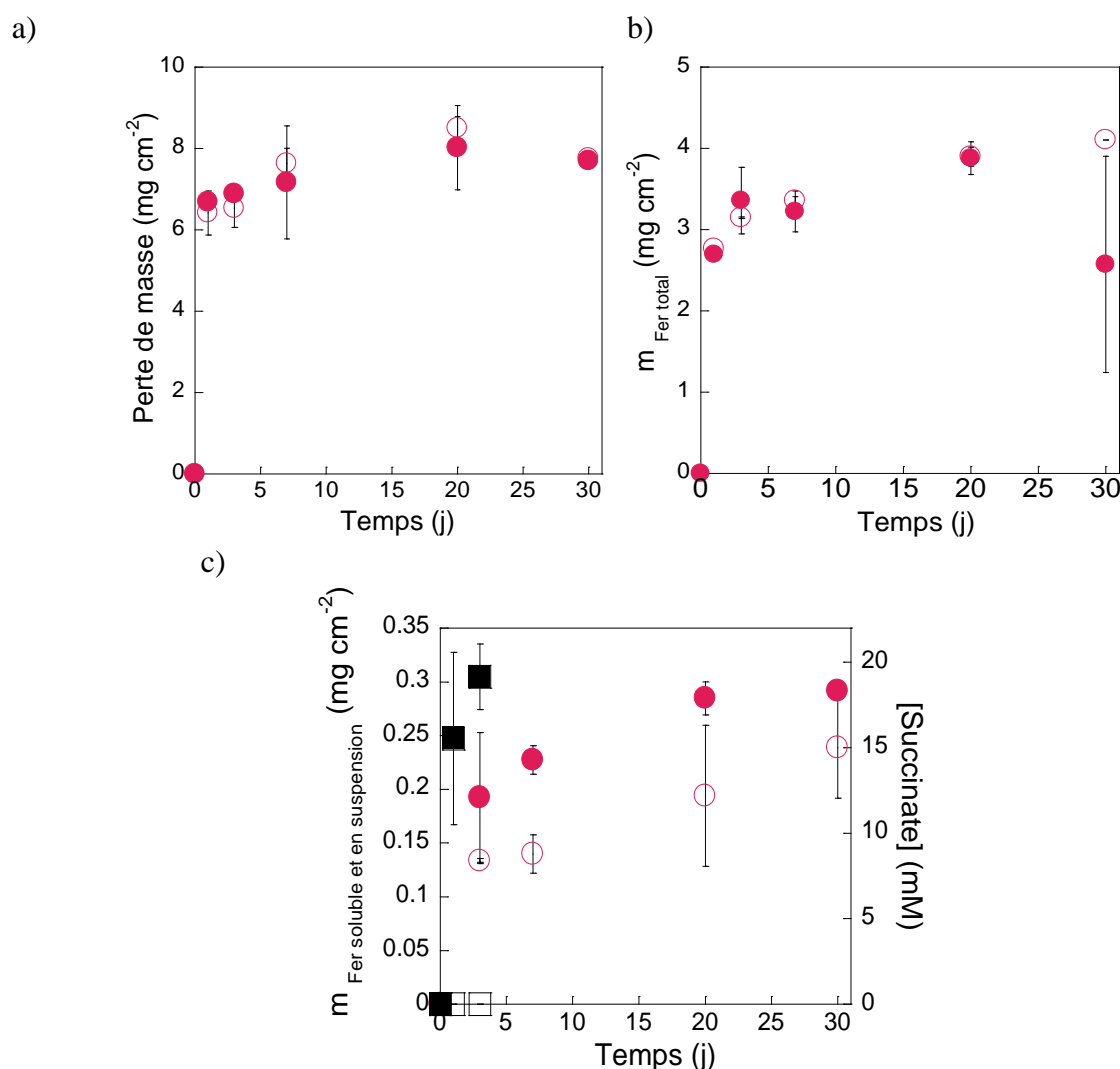 a)
10
8
6
4
2
0
Perte de masse (mg cm-2)
0 5 10 15 20 25 30
Temps (j)
b)
5
4
3
2
1
0
m Fer total (mg cm-2)
0 5 10 15 20 25 30
Temps (j)
c)
0.35
0.3
0.25
0.2
0.15
0.1
0.05
0
m Fer soluble et en suspension (mg cm-2)
20
15
10
5
0
[Succinate] (mM)
0 5 10 15 20 25 30
Temps (j)